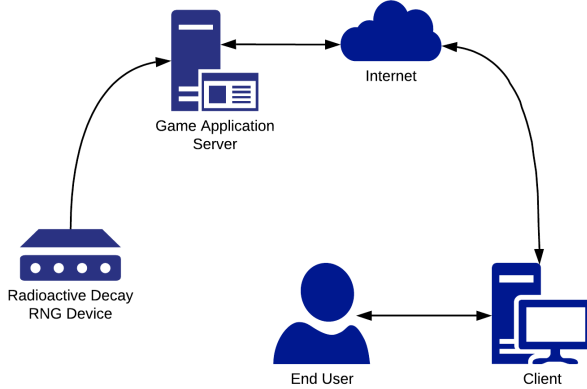 Internet
Game Application
Server
Radioactive Decay
RNG Device
End User
Client